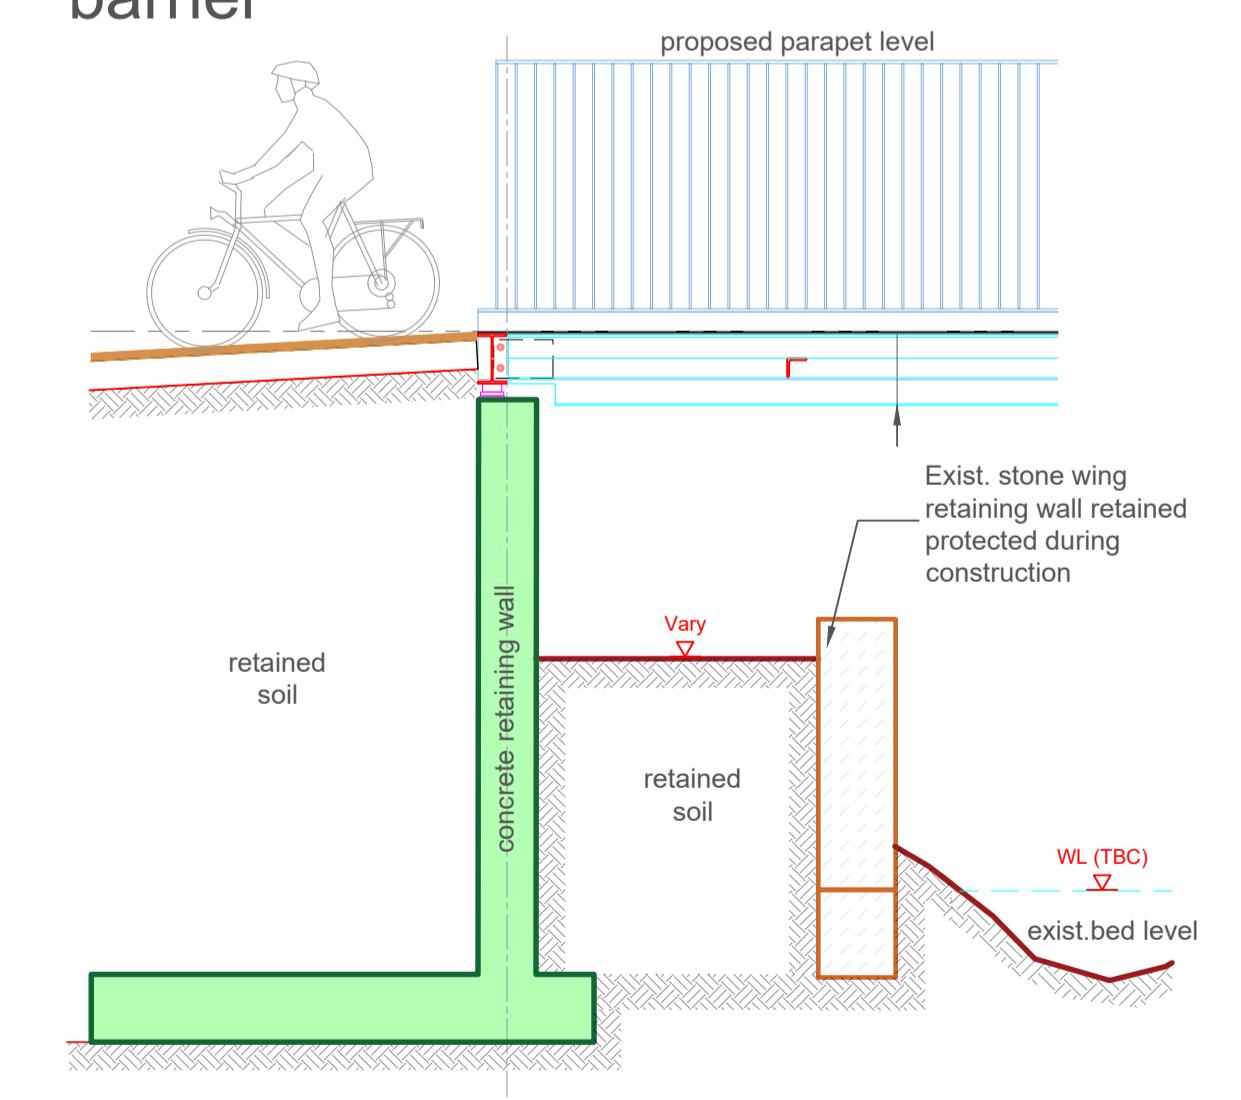 barrier
proposed parapet level
Exist. stone wing
retaining wall retained
protected during
construction
Vary
retained
soil
concrete retaining wall
retained
soil
WL (TBC)
exist.bed level